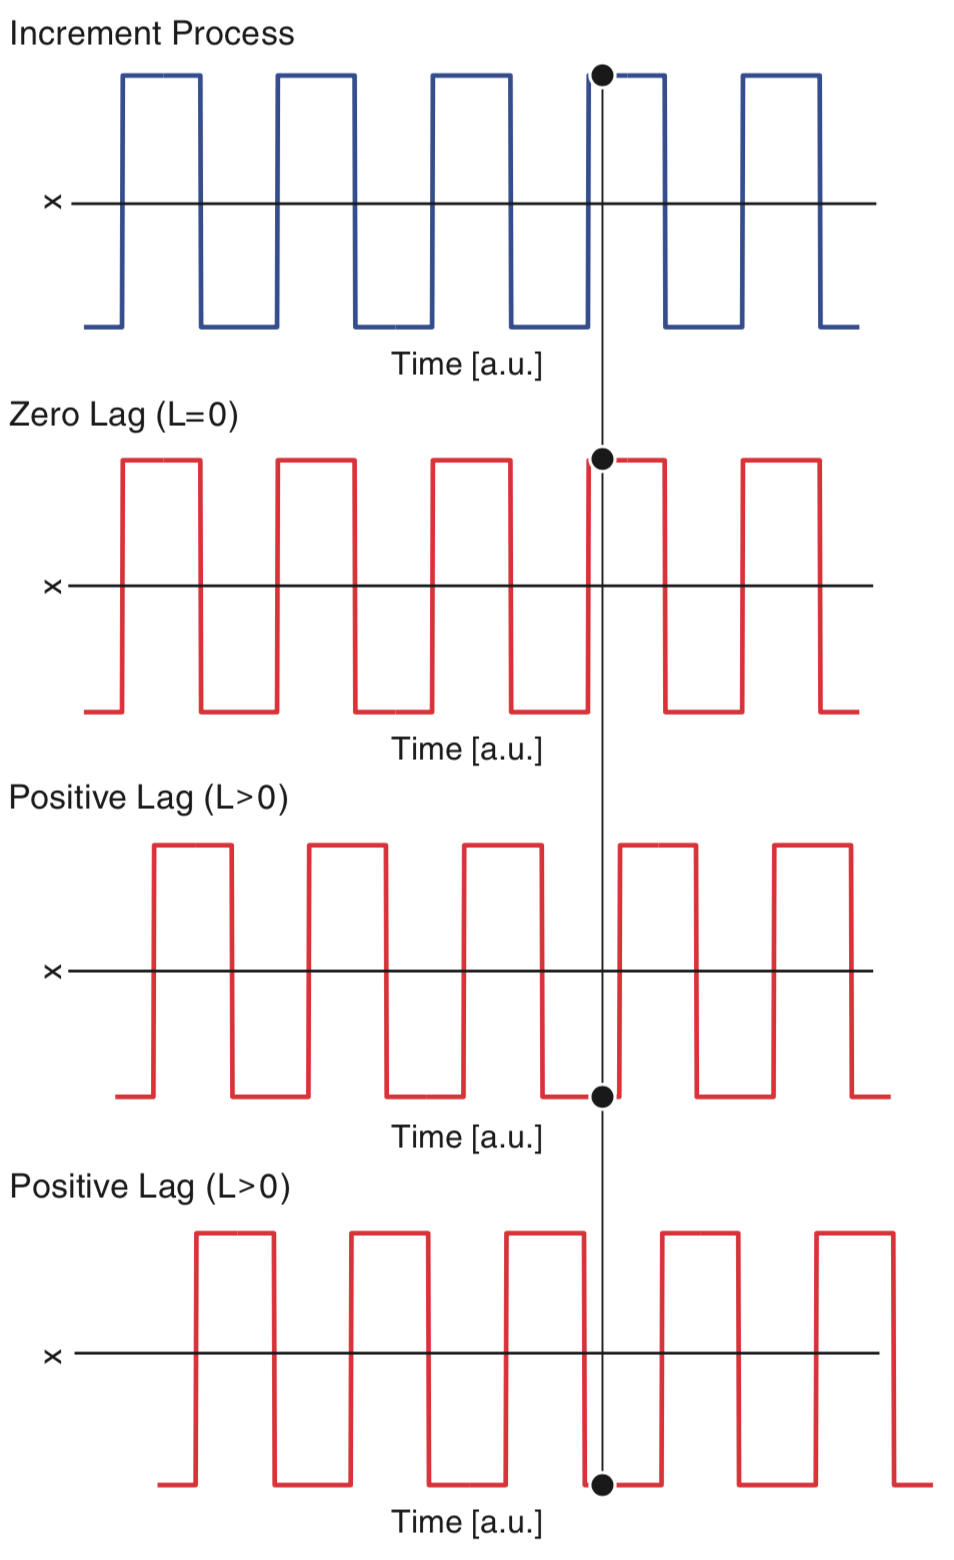 Increment Process
x
Time [a.u.]
Zero Lag (L=0)
x
Time [a.u.]
Positive Lag (L>0)
x
Time [a.u.]
Positive Lag (L>0)
x
Time [a.u.]